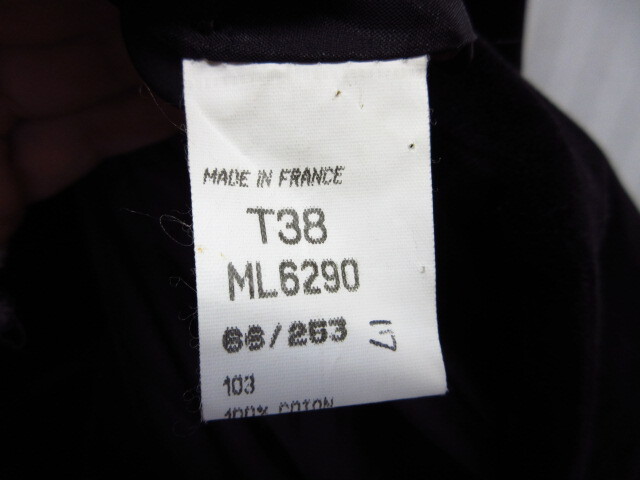 MADE IN FRANCE
T38
ML6290
66/253
103
100% COTON